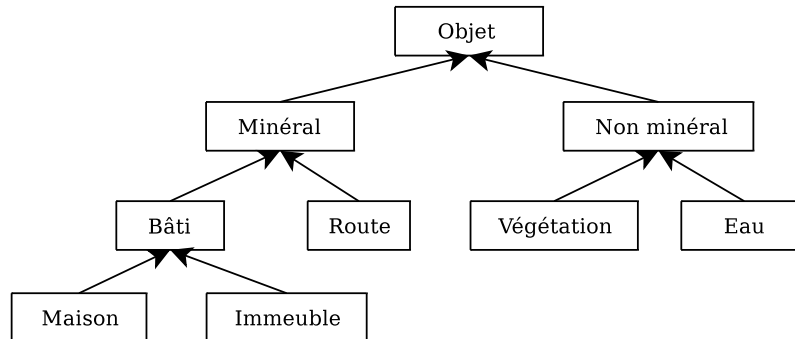 Objet
Minéral
Non minéral
Bâti
Route
Végétation
Eau
Maison
Immeuble